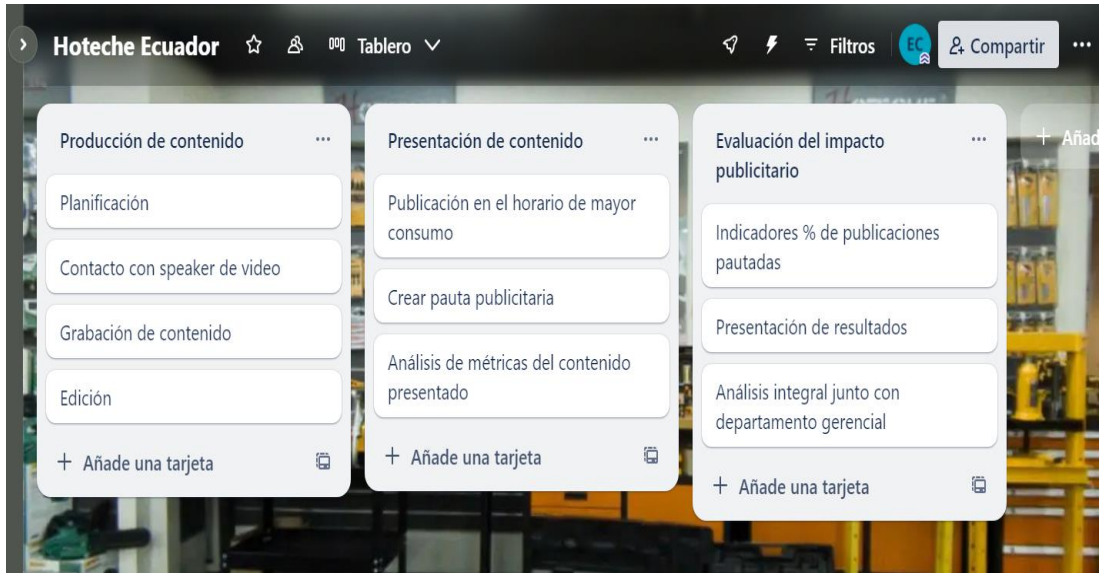 Hoteche Ecuador
Tablero
Filtros
EC
Compartir
Producción de contenido
Planificación
Contacto con speaker de video
Grabación de contenido
Edición
+ Añade una tarjeta
Presentación de contenido
Publicación en el horario de mayor
consumo
Crear pauta publicitaria
Análisis de métricas del contenido
presentado
+ Añade una tarjeta
Evaluación del impacto
publicitario
Indicadores % de publicaciones
pautadas
Presentación de resultados
Análisis integral junto con
departamento gerencial
+ Añade una tarjeta
+ Añad